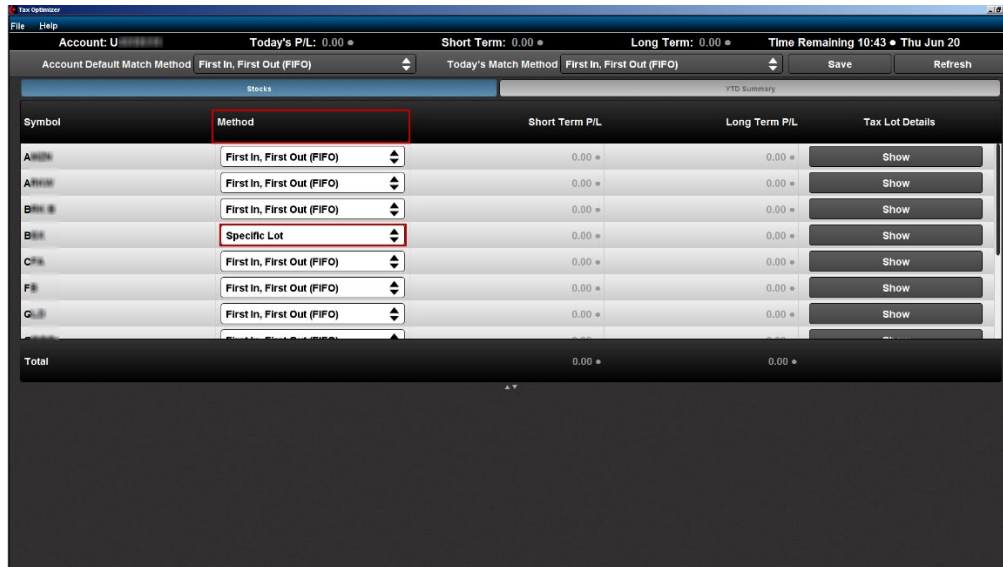 Tax Optimizer
File Help
Account: U Today's P/L: 0.00 Short Term: 0.00 Long Term: 0.00 Time Remaining 10:43 • Thu Jun 20
Account Default Match Method First In, First Out (FIFO) Today's Match Method First In, First Out (FIFO) Save Refresh
Stocks YTD Summary
Symbol Method Short Term P/L Long Term P/L Tax Lot Details
A First In, First Out (FIFO) 0.00 0.00 Show
A First In, First Out (FIFO) 0.00 0.00 Show
B First In, First Out (FIFO) 0.00 0.00 Show
B Specific Lot 0.00 0.00 Show
C First In, First Out (FIFO) 0.00 0.00 Show
F First In, First Out (FIFO) 0.00 0.00 Show
G First In, First Out (FIFO) 0.00 0.00 Show
Total 0.00 0.00